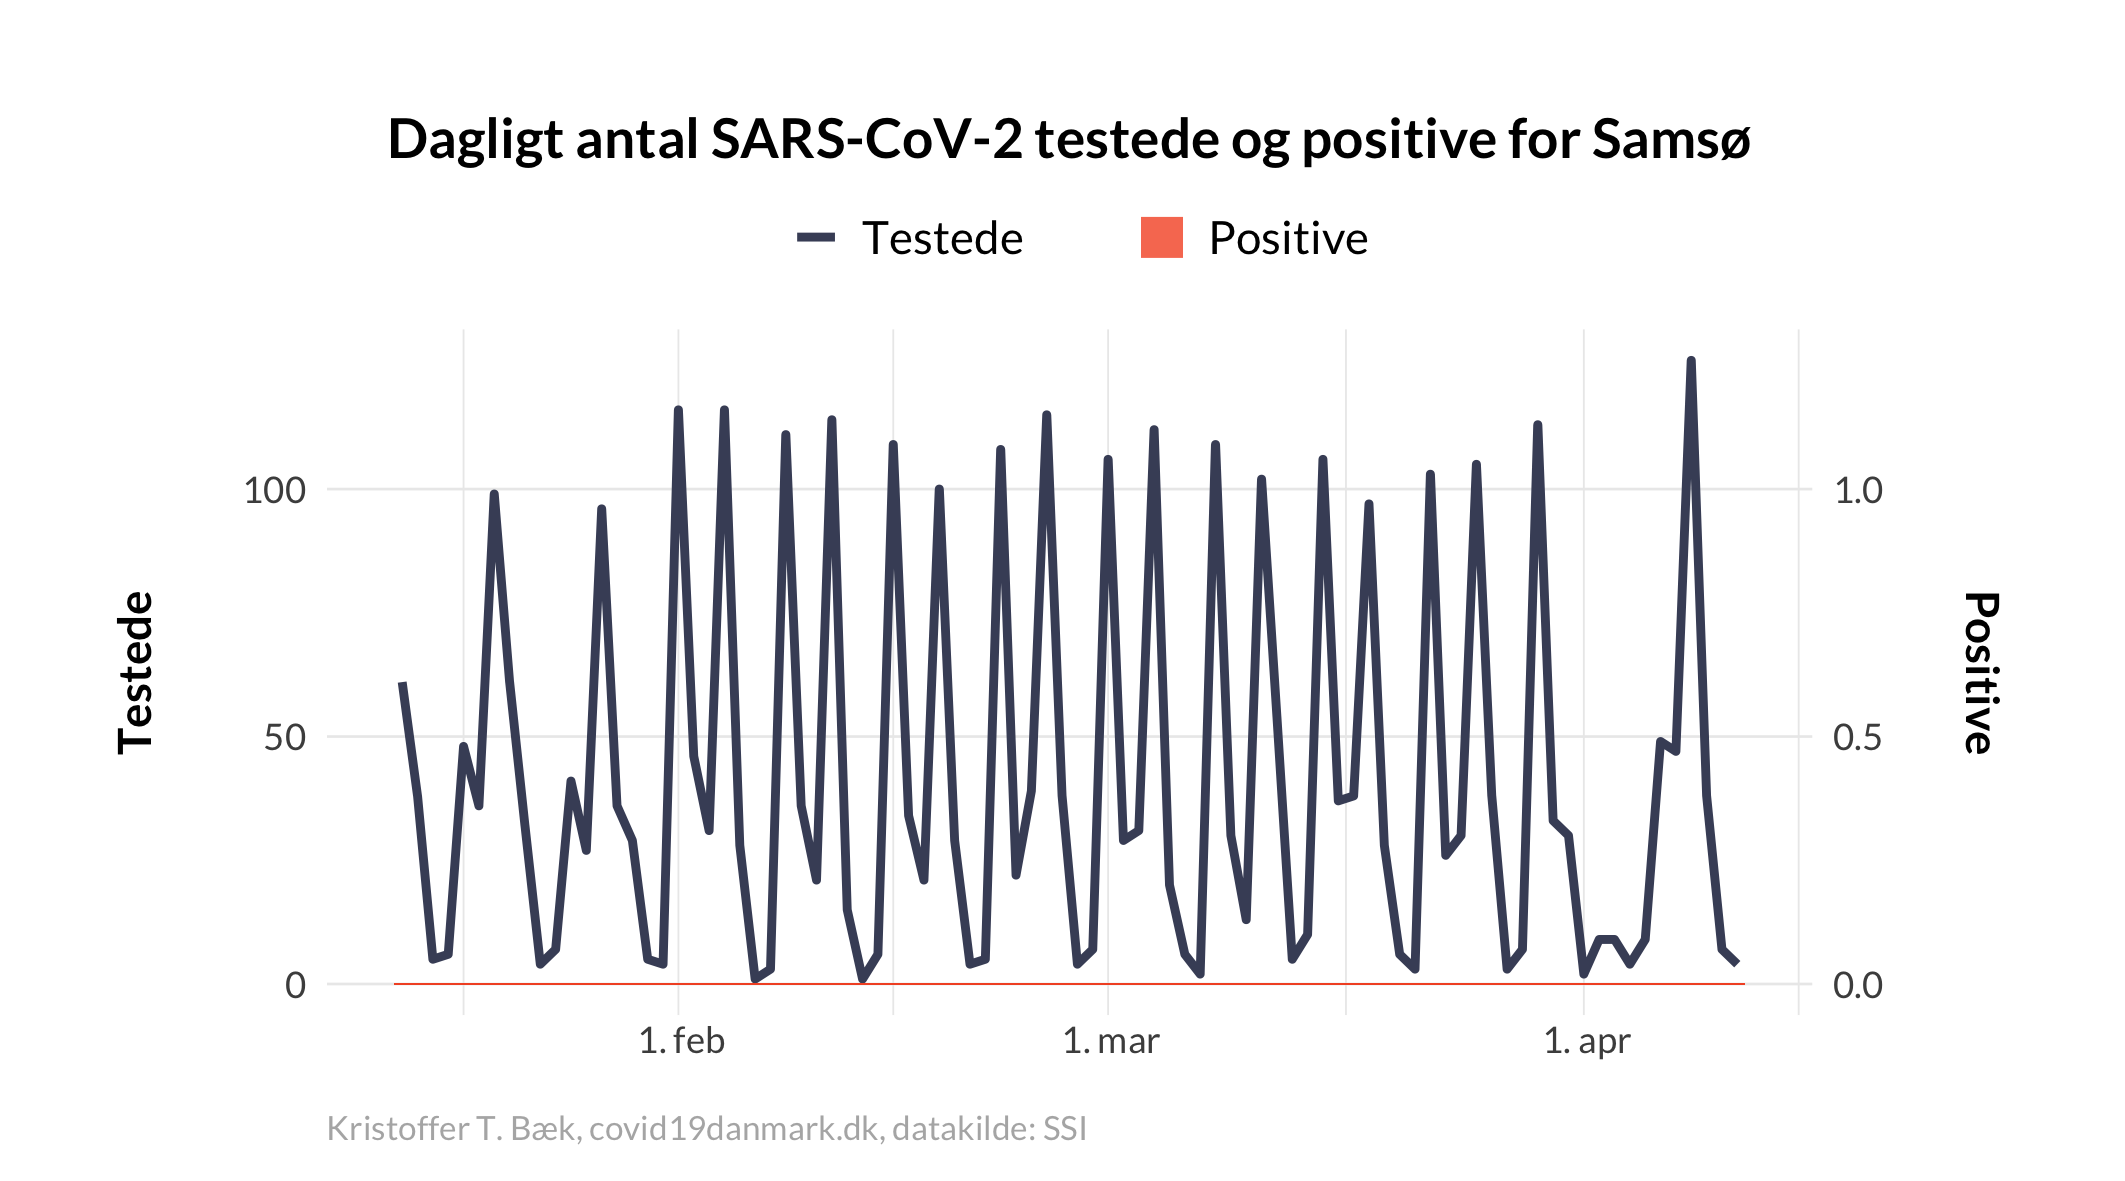 Dagligt antal SARS-CoV-2 testede og positive for Samsø
Testede Positive
Testede
100
50
0
1.0
0.5
0.0
Positive
1. feb 1. mar 1. apr
Kristoffer T. Bæk, covid19danmark.dk, datakilde: SSI